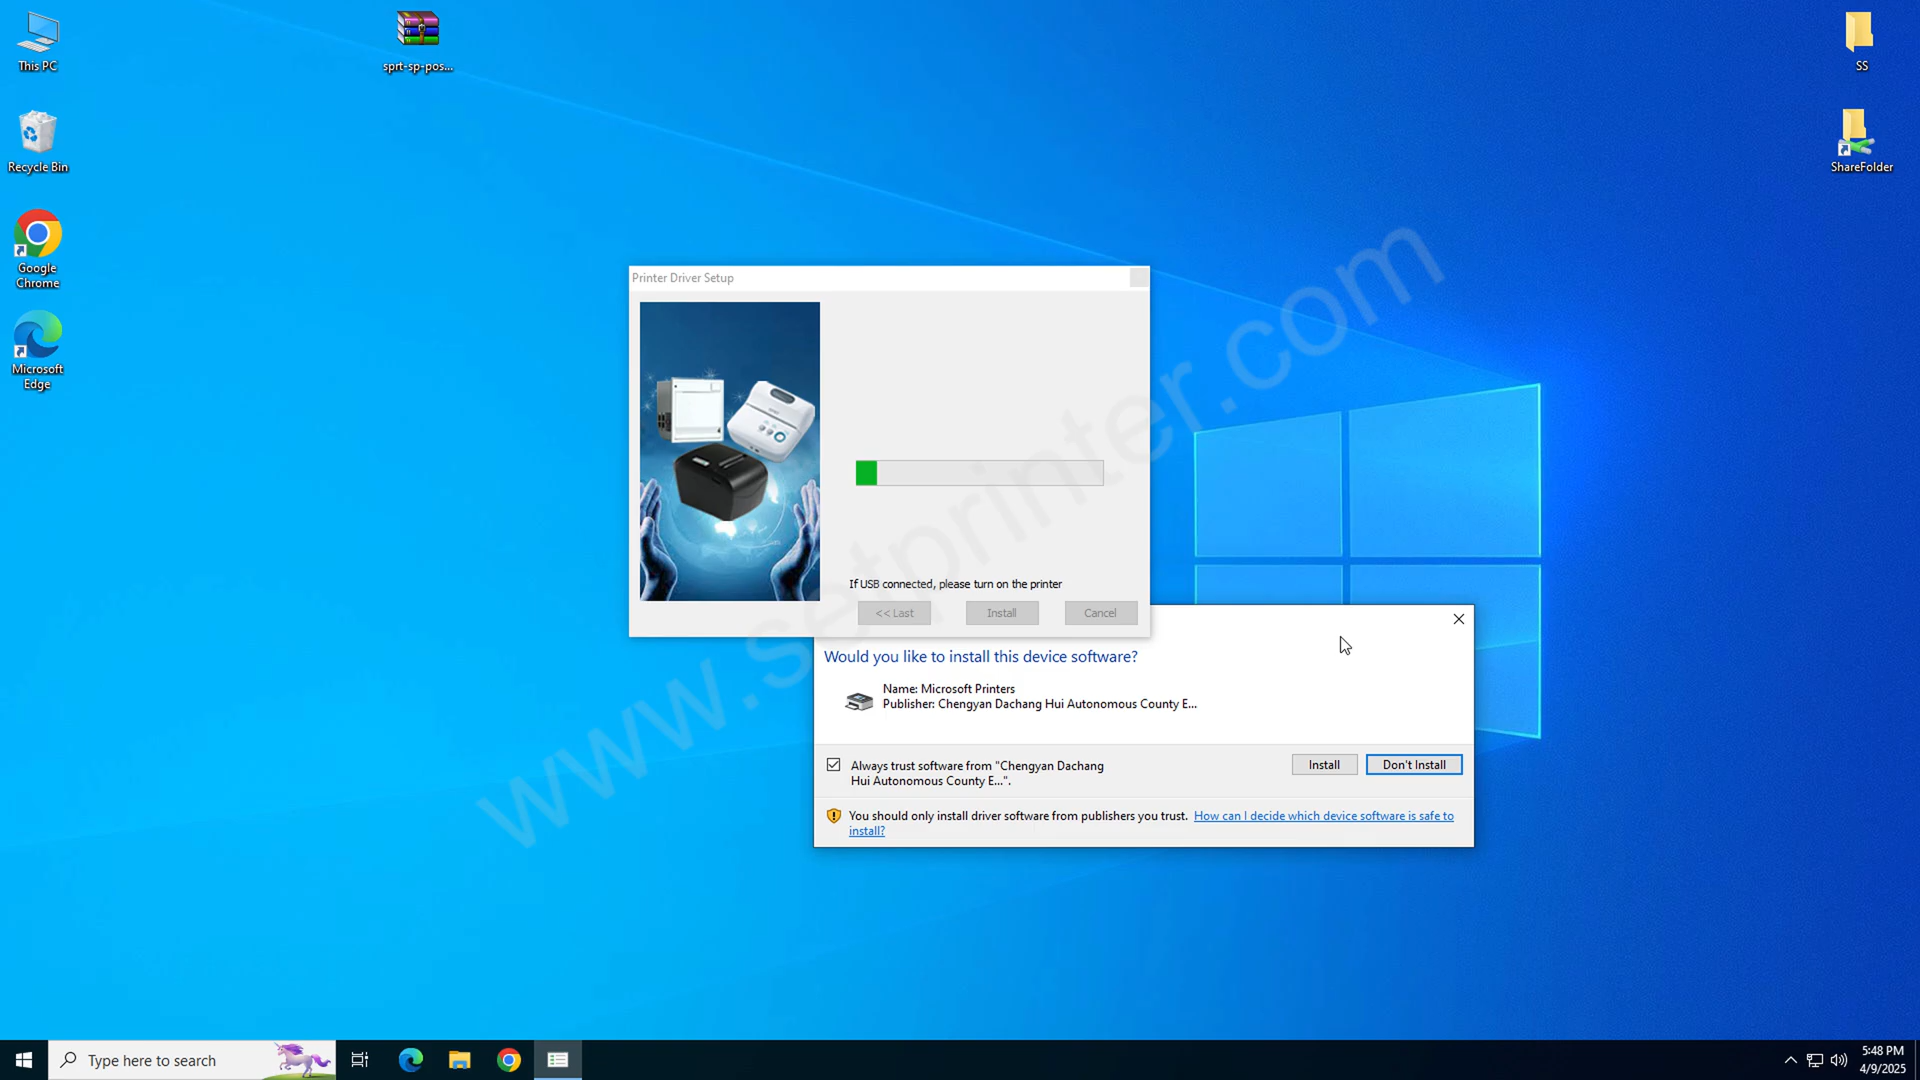 This PC
sprt-sp-pos...
SS
Recycle Bin
ShareFolder
Google
Chrome
Microsoft
Edge
Printer Driver Setup
If USB connected, please turn on the printer
<< Last
Install
Cancel
Would you like to install this device software?
Name: Microsoft Printers
Publisher: Chengyan Dachang Hui Autonomous County E...
Always trust software from "Chengyan Dachang
Hui Autonomous County E...".
Install
Don't Install
You should only install driver software from publishers you trust. How can I decide which device software is safe to
install?
www.setprinter.com
Type here to search
5:48 PM
4/9/2025